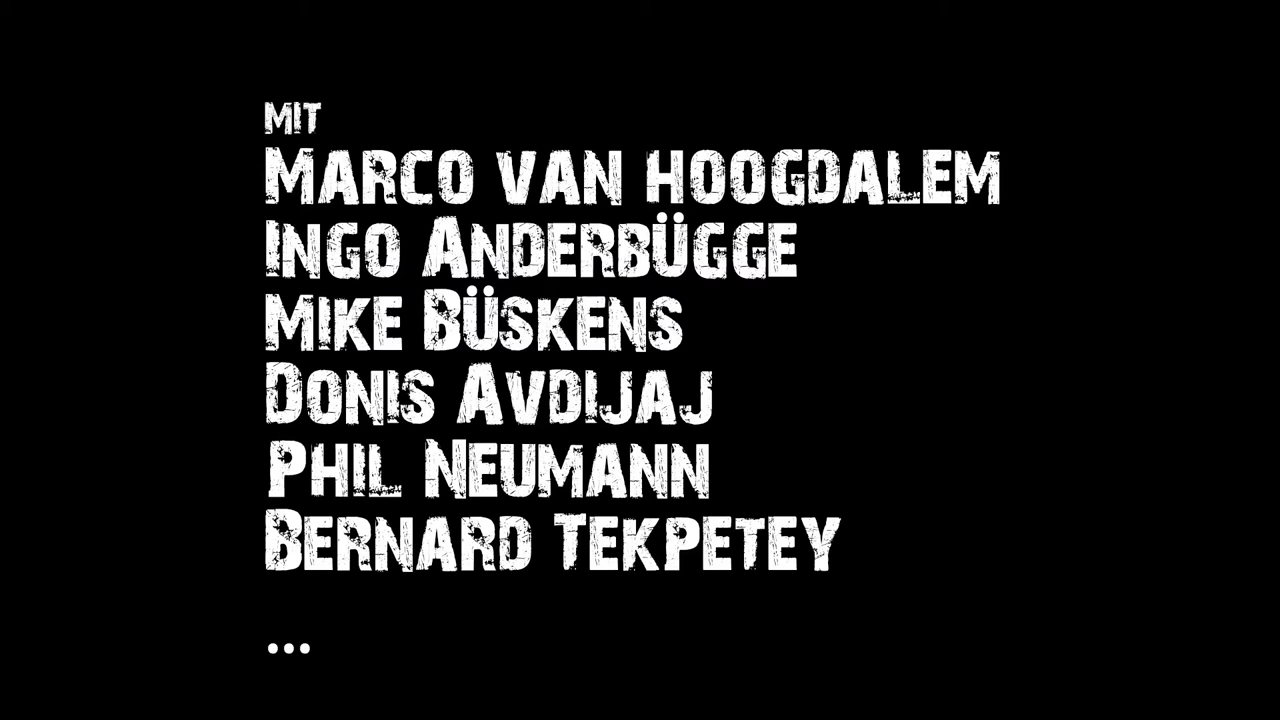 mit
Marco van hoogdalem
Ingo Anderbügge
Mike Büskens
Donis Avdijaj
Phil Neumann
Bernard Tekpetey
...